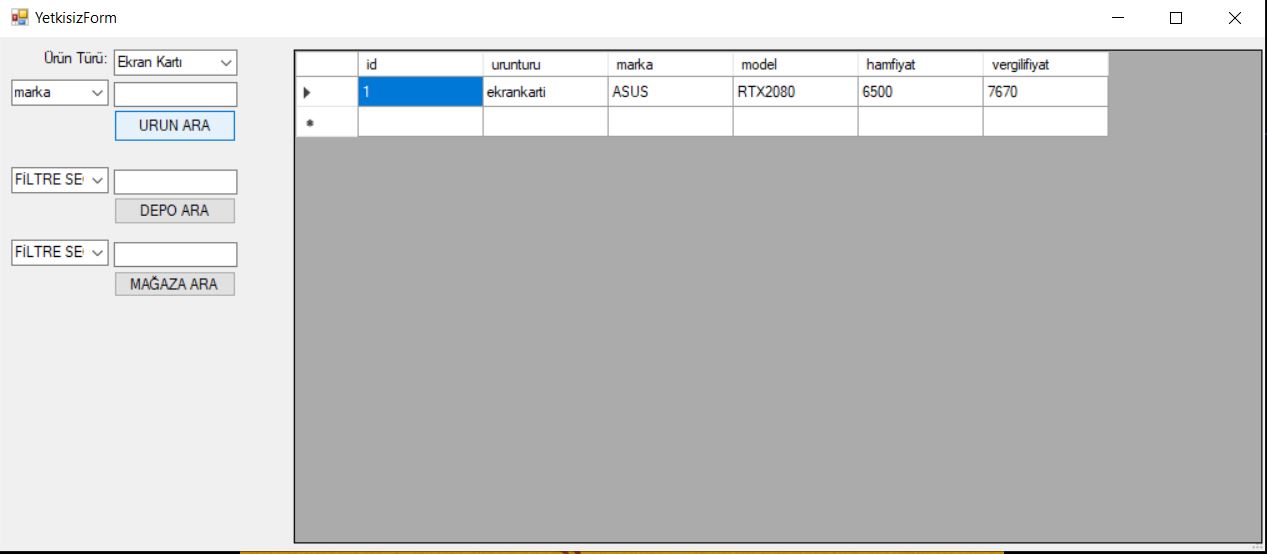 YetkisizForm
Ürün Türü: Ekran Kartı
marka
URUN ARA
FİLTRE SE
DEPO ARA
FİLTRE SE
MAĞAZA ARA
id urunturu marka model hamfiyat vergilifiyat
1 ekrankarti ASUS RTX2080 6500 7670